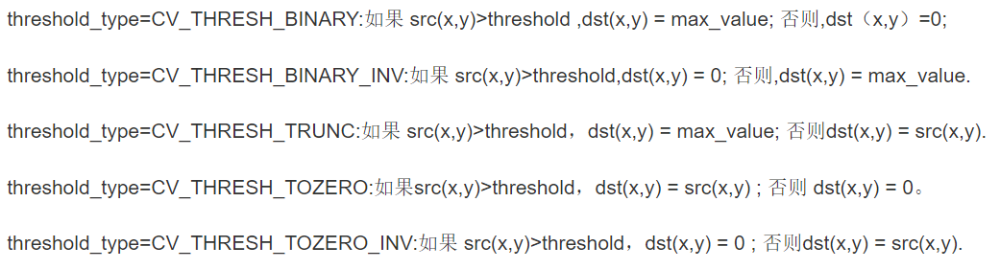 threshold_type=CV_THRESH_BINARY:如果 src(x,y)>threshold ,dst(x,y) = max_value; 否则,dst（x,y）=0;
threshold_type=CV_THRESH_BINARY_INV:如果 src(x,y)>threshold,dst(x,y) = 0; 否则,dst(x,y) = max_value.
threshold_type=CV_THRESH_TRUNC:如果 src(x,y)>threshold，dst(x,y) = max_value; 否则dst(x,y) = src(x,y).
threshold_type=CV_THRESH_TOZERO:如果src(x,y)>threshold，dst(x,y) = src(x,y) ; 否则 dst(x,y) = 0。
threshold_type=CV_THRESH_TOZERO_INV:如果 src(x,y)>threshold，dst(x,y) = 0 ; 否则dst(x,y) = src(x,y).